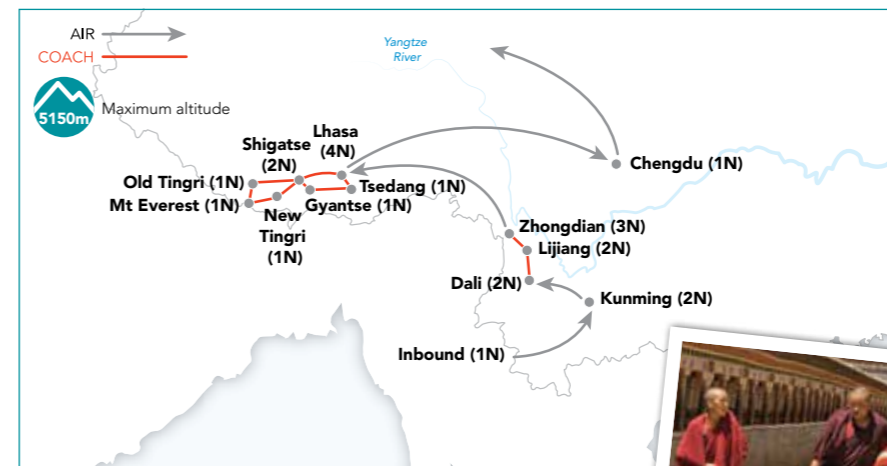 AIR
COACH
5150m
Maximum altitude
Yangtze
River
Lhasa
(4N)
Shigatse
(2N)
Old Tingri (1N)
Mt Everest (1N)
New
Tingri
(1N)
Gyantse (1N)
Tsedang (1N)
Chengdu (1N)
Zhongdian (3N)
Lijiang (2N)
Dali (2N)
Kunming (2N)
Inbound (1N)